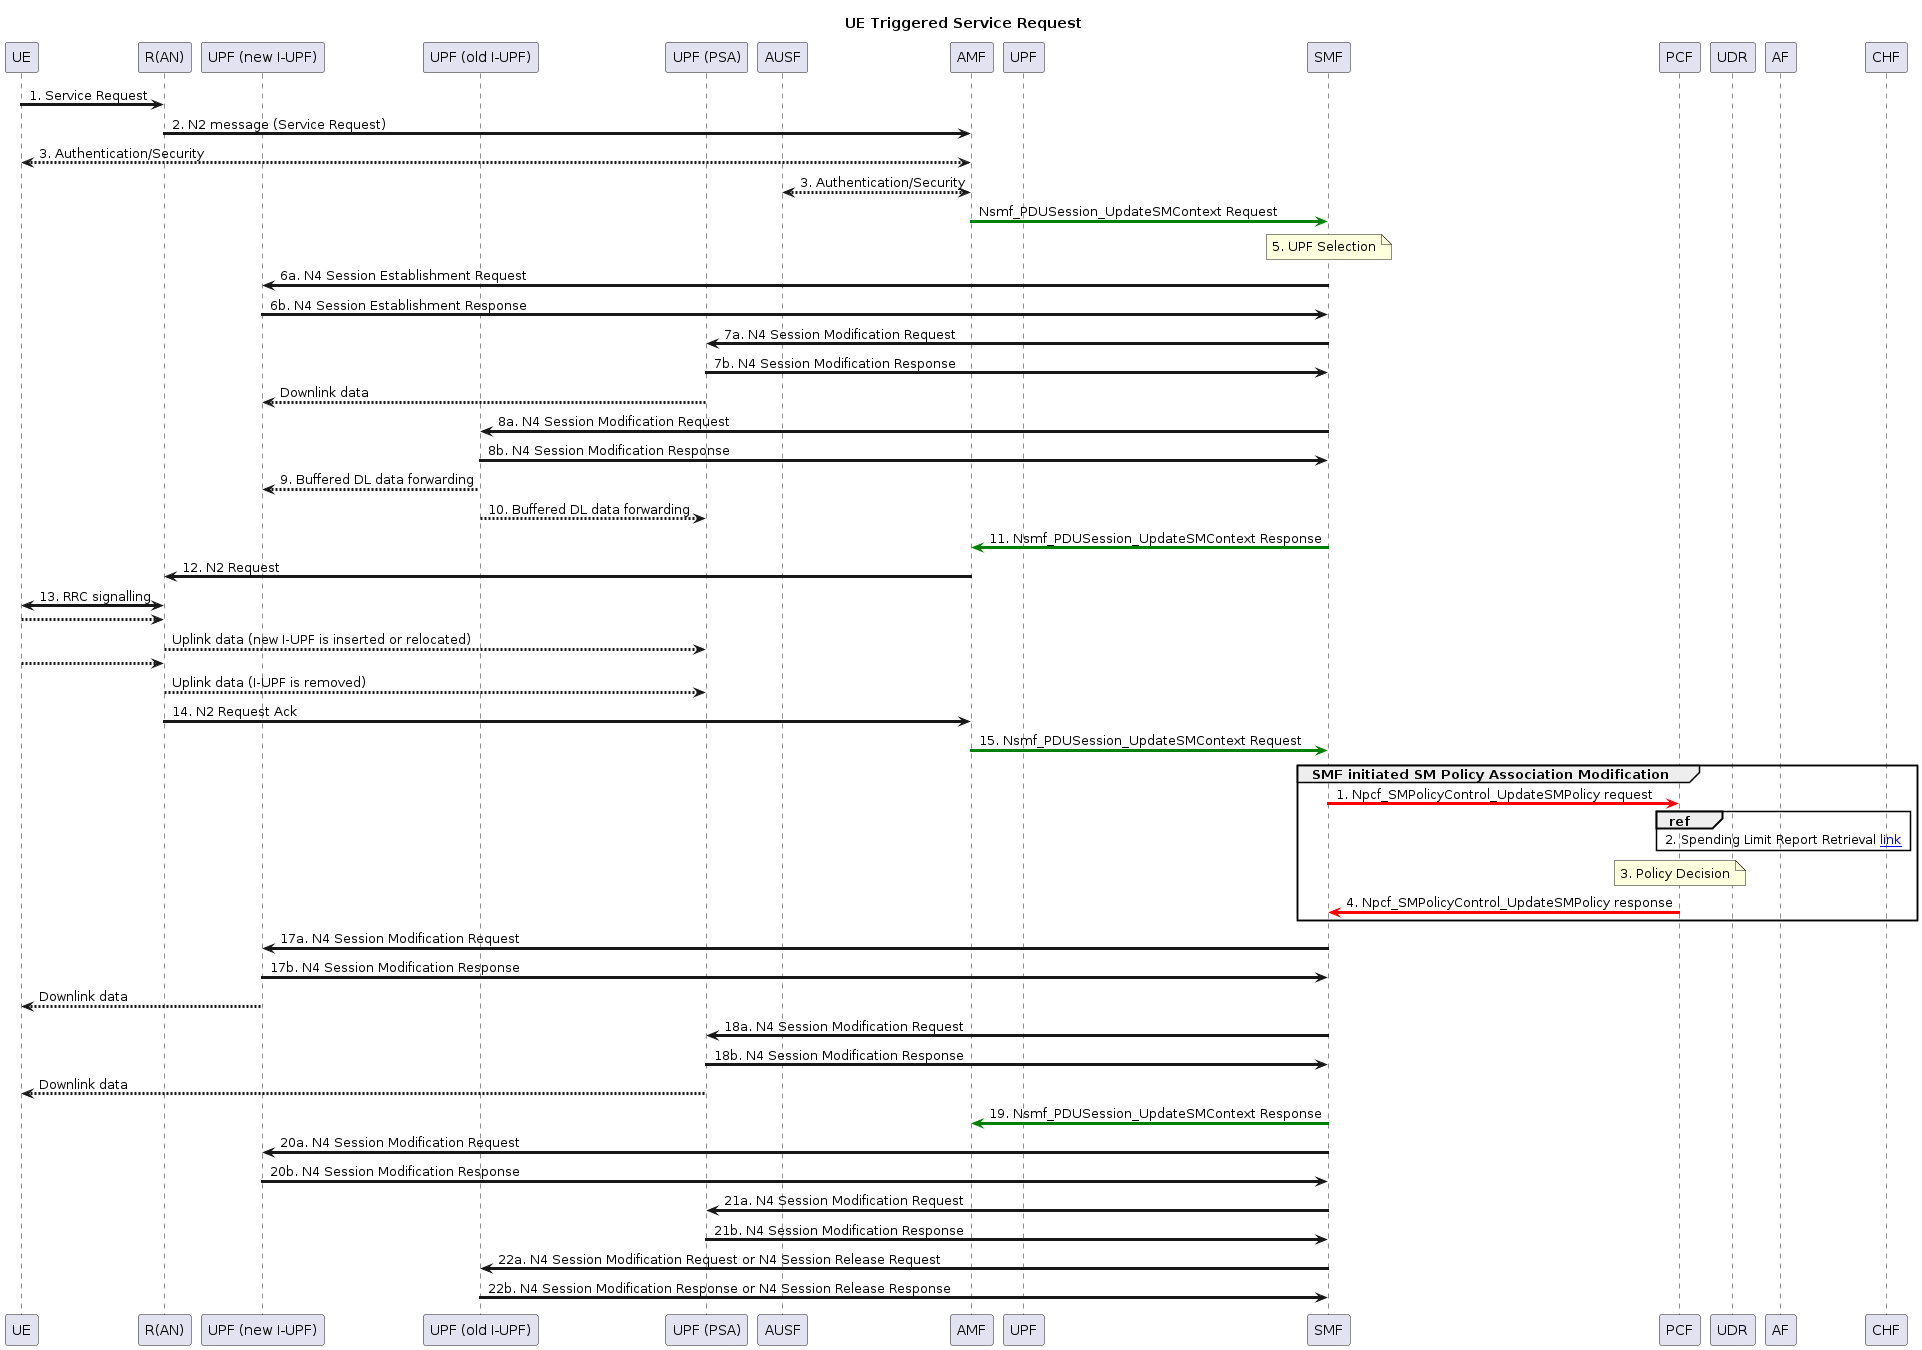 UE Triggered Service Request
UE R(AN) UPF (new I-UPF) UPF (old I-UPF) UPF (PSA) AUSF AMF UPF SMF PCF UDR AF CHF
1. Service Request
2. N2 message (Service Request)
3. Authentication/Security
3. Authentication/Security
Nsmf_PDUSession_UpdateSMContext Request
5. UPF Selection
6a. N4 Session Establishment Request
6b. N4 Session Establishment Response
7a. N4 Session Modification Request
7b. N4 Session Modification Response
Downlink data
8a. N4 Session Modification Request
8b. N4 Session Modification Response
9. Buffered DL data forwarding
10. Buffered DL data forwarding
11. Nsmf_PDUSession_UpdateSMContext Response
12. N2 Request
13. RRC signalling
Uplink data (new I-UPF is inserted or relocated)
Uplink data (I-UPF is removed)
14. N2 Request Ack
15. Nsmf_PDUSession_UpdateSMContext Request
SMF initiated SM Policy Association Modification
1. Npcf_SMPolicyControl_UpdateSMPolicy request
ref
2. Spending Limit Report Retrieval link
3. Policy Decision
4. Npcf_SMPolicyControl_UpdateSMPolicy response
17a. N4 Session Modification Request
17b. N4 Session Modification Response
Downlink data
18a. N4 Session Modification Request
18b. N4 Session Modification Response
Downlink data
19. Nsmf_PDUSession_UpdateSMContext Response
20a. N4 Session Modification Request
20b. N4 Session Modification Response
21a. N4 Session Modification Request
21b. N4 Session Modification Response
22a. N4 Session Modification Request or N4 Session Release Request
22b. N4 Session Modification Response or N4 Session Release Response
UE R(AN) UPF (new I-UPF) UPF (old I-UPF) UPF (PSA) AUSF AMF UPF SMF PCF UDR AF CHF